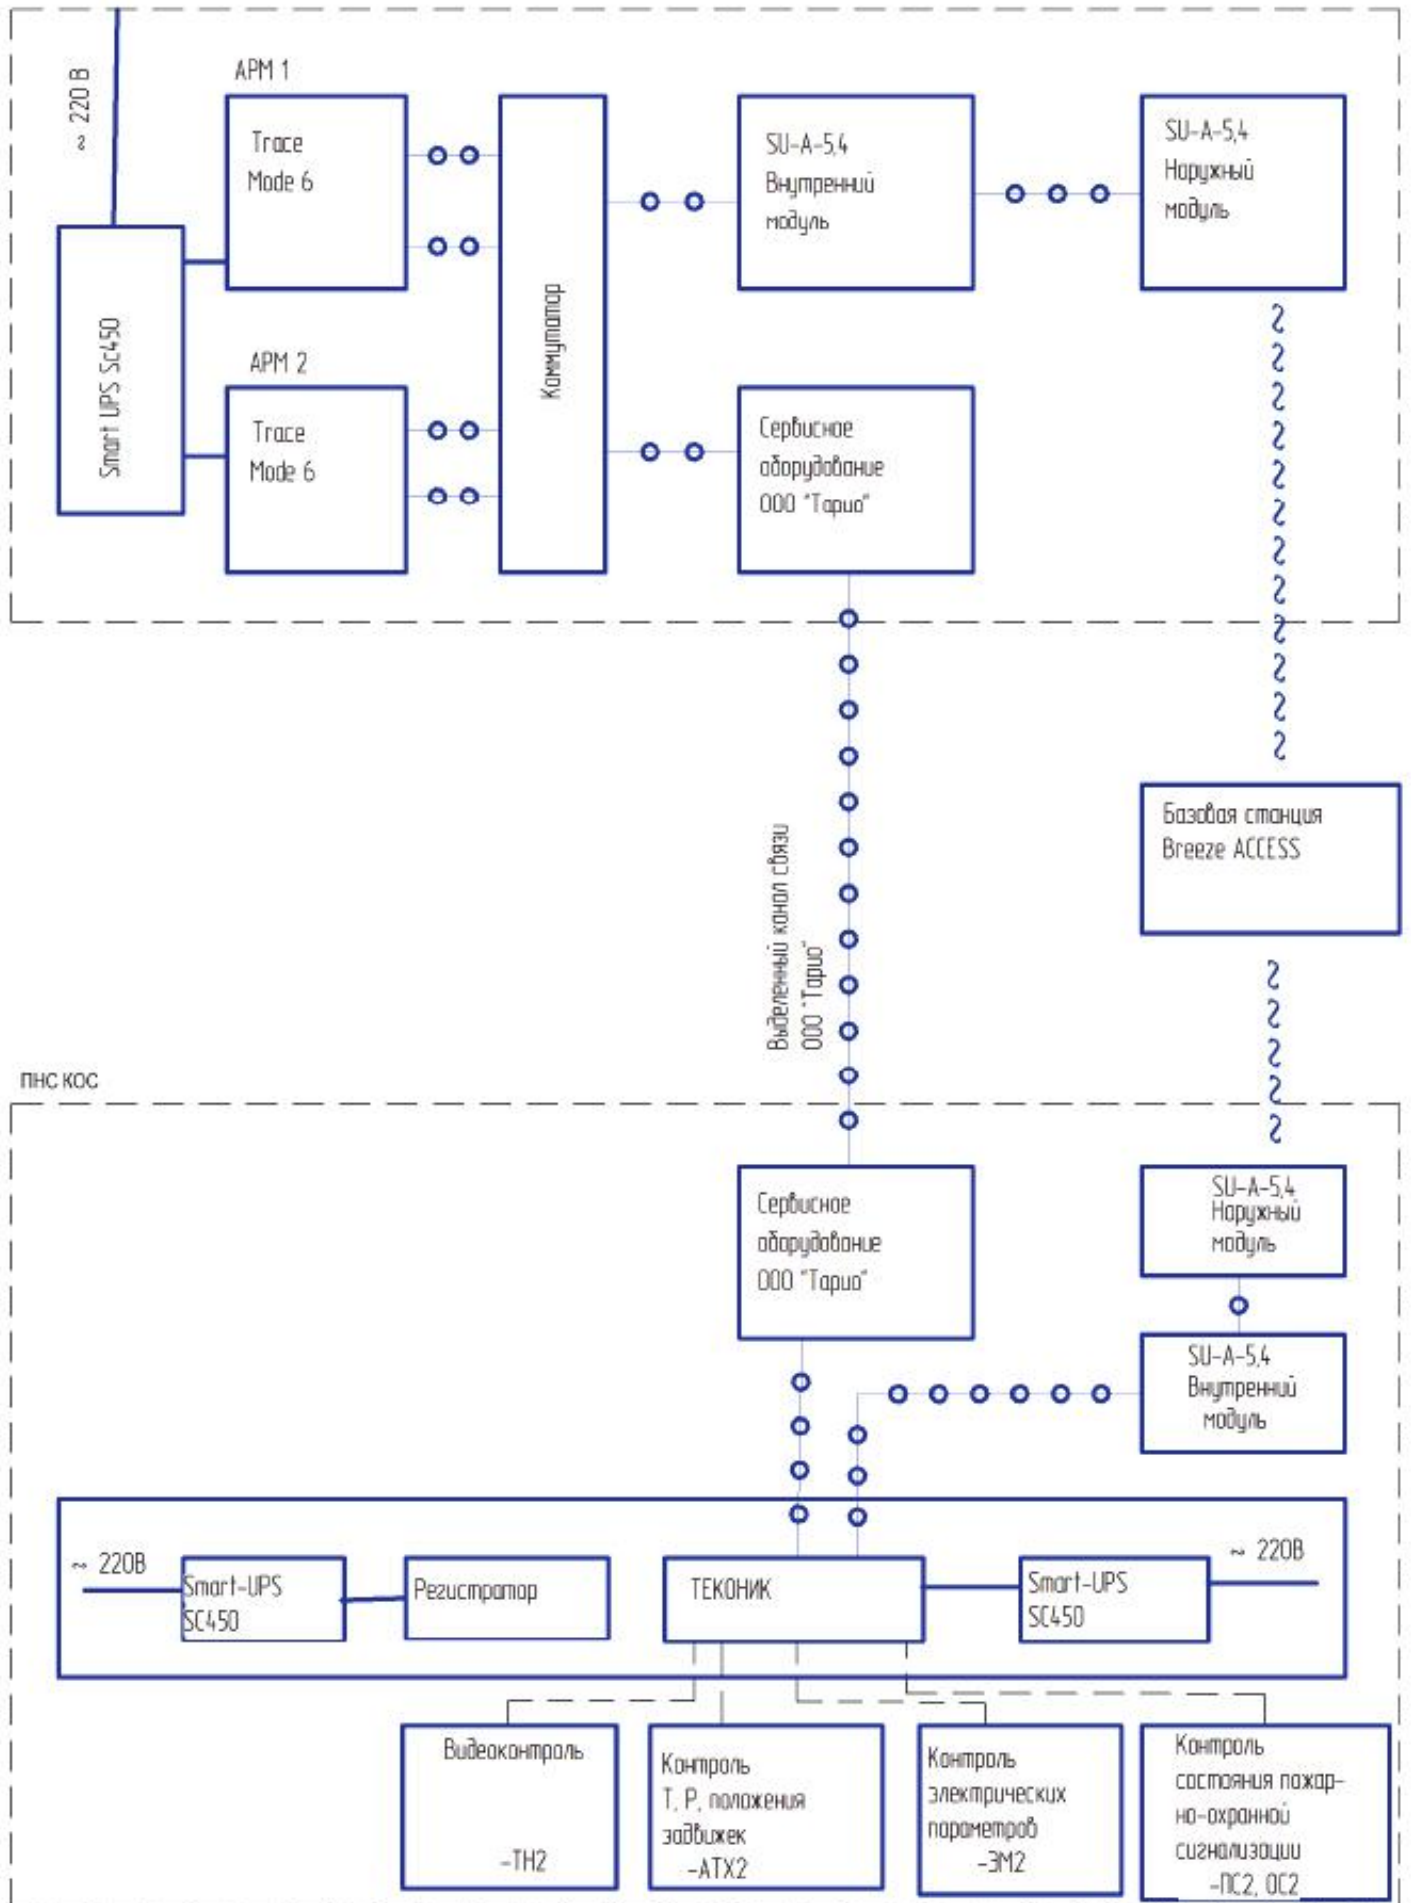 ~ 220 В
АРМ 1
Trace
Mode 6
SU-A-5,4
Внутренний
модуль
SU-A-5,4
Наружный
модуль
Smart UPS Sc450
Коммутатор
АРМ 2
Trace
Mode 6
Сервисное
оборудование
ООО "Тарио"
Базовая станция
Breeze ACCESS
Выделенный канал связи
ООО "Тарио"
ПНС КОС
Сервисное
оборудование
ООО "Тарио"
SU-A-5,4
Наружный
модуль
SU-A-5,4
Внутренний
модуль
~ 220В
Smart-UPS
SC450
Регистратор
ТЕКОНИК
Smart-UPS
SC450
~ 220В
Видеоконтроль
-ТН2
Контроль
Т, Р, положения
задвижек
-АТХ2
Контроль
электрических
параметров
-ЭМ2
Контроль
состояния пожар-
но-охранной
сигнализации
-ПС2, ОС2